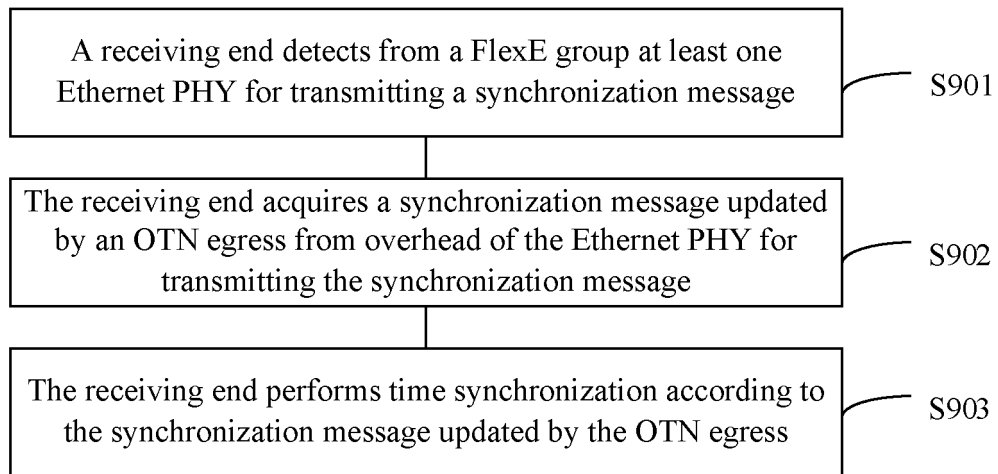 A receiving end detects from a FlexE group at least one
Ethernet PHY for transmitting a synchronization message
S901
The receiving end acquires a synchronization message updated
by an OTN egress from overhead of the Ethernet PHY for
transmitting the synchronization message
S902
The receiving end performs time synchronization according to
the synchronization message updated by the OTN egress
S903